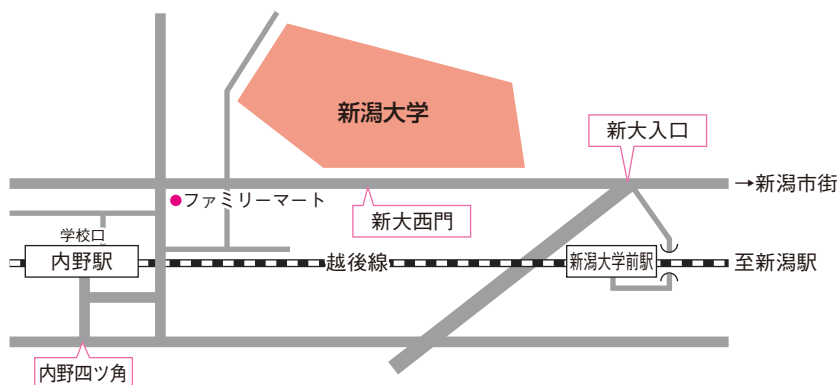 新潟大学
新大入口
→新潟市街
ファミリーマート
新大西門
学校口
内野駅
越後線
新潟大学前駅
至新潟駅
内野四ツ角